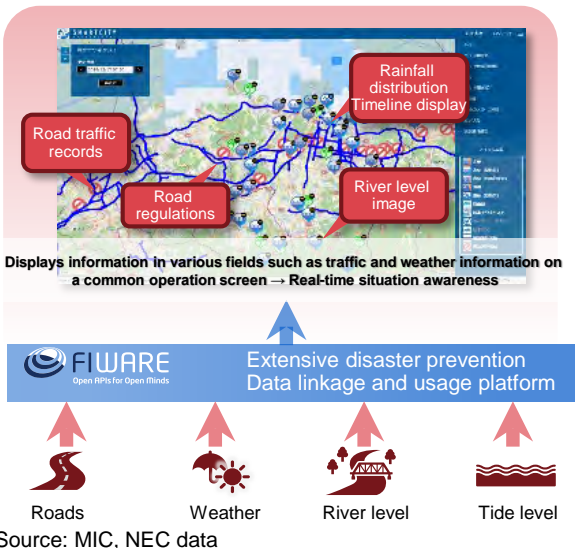 SMARTCITY
Rainfall
distribution
Timeline display
Road traffic
records
Road
regulations
River level
image
Displays information in various fields such as traffic and weather information on
a common operation screen → Real-time situation awareness
FIWARE
Open APIs for Open Minds
Extensive disaster prevention
Data linkage and usage platform
Roads
Weather
River level
Tide level
Source: MIC, NEC data